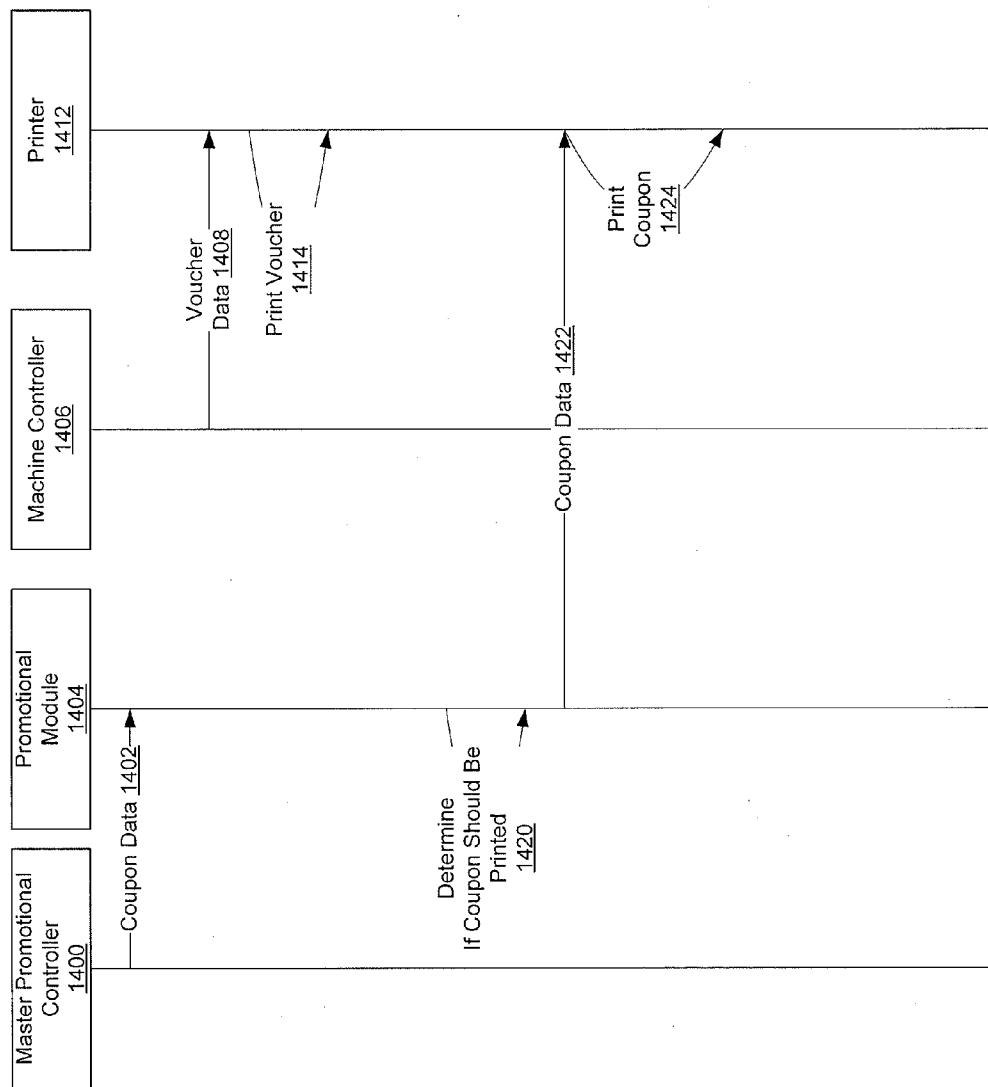 Master Promotional
Controller
1400
Promotional
Module
1404
Machine Controller
1406
Printer
1412
Coupon Data 1402
Voucher
Data 1408
Print Voucher
1414
Determine
If Coupon Should Be
Printed
1420
Coupon Data 1422
Print
Coupon
1424